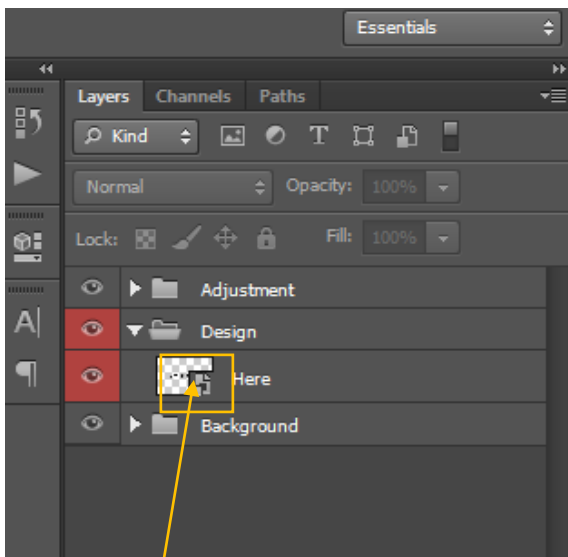 Essentials
Layers Channels Paths
Kind T
Normal Opacity: 100%
Lock: Fill: 100%
Adjustment
A
Design
Here
Background